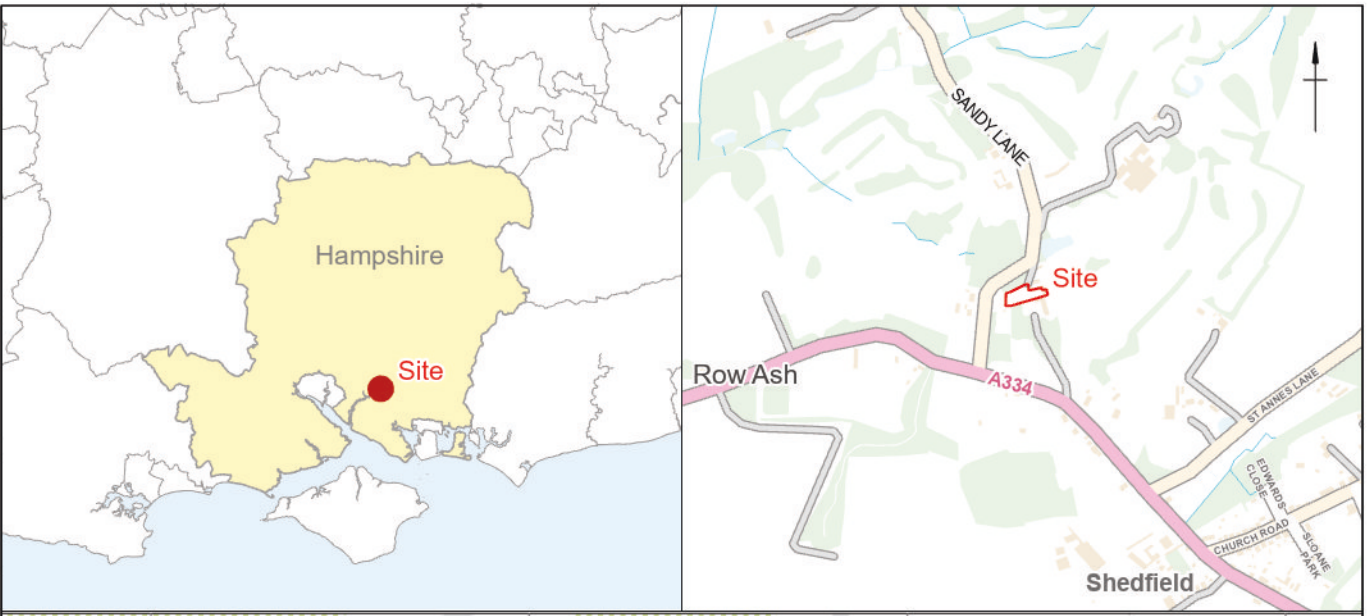 Hampshire
Site
SANDY LANE
Site
Row Ash
A334
ST ANNES LANE
EDWARDS
CLOSE
CHURCH ROAD
SLOANE
PARK
Shedfield